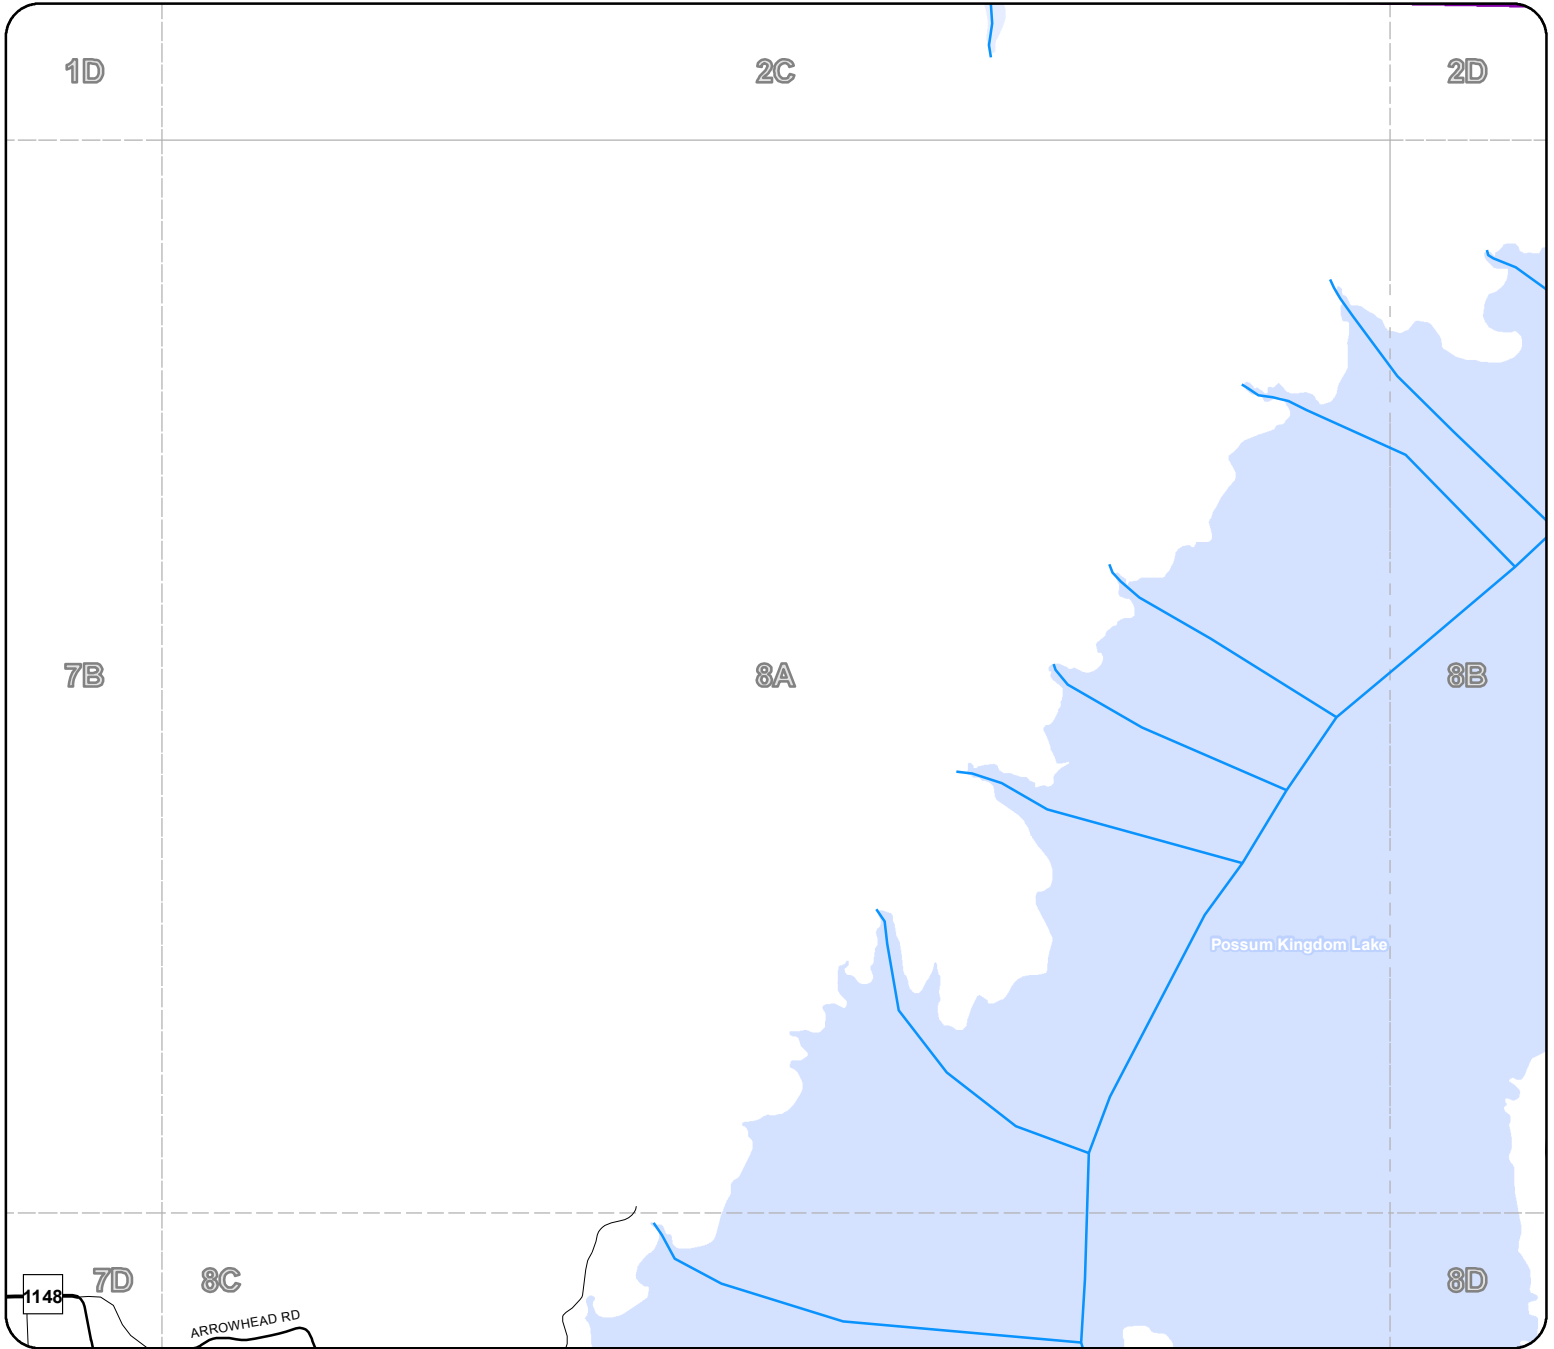 1D
2C
2D
7B
8A
8B
Possum Kingdom Lake
7D
8C
8D
1148
ARROWHEAD RD